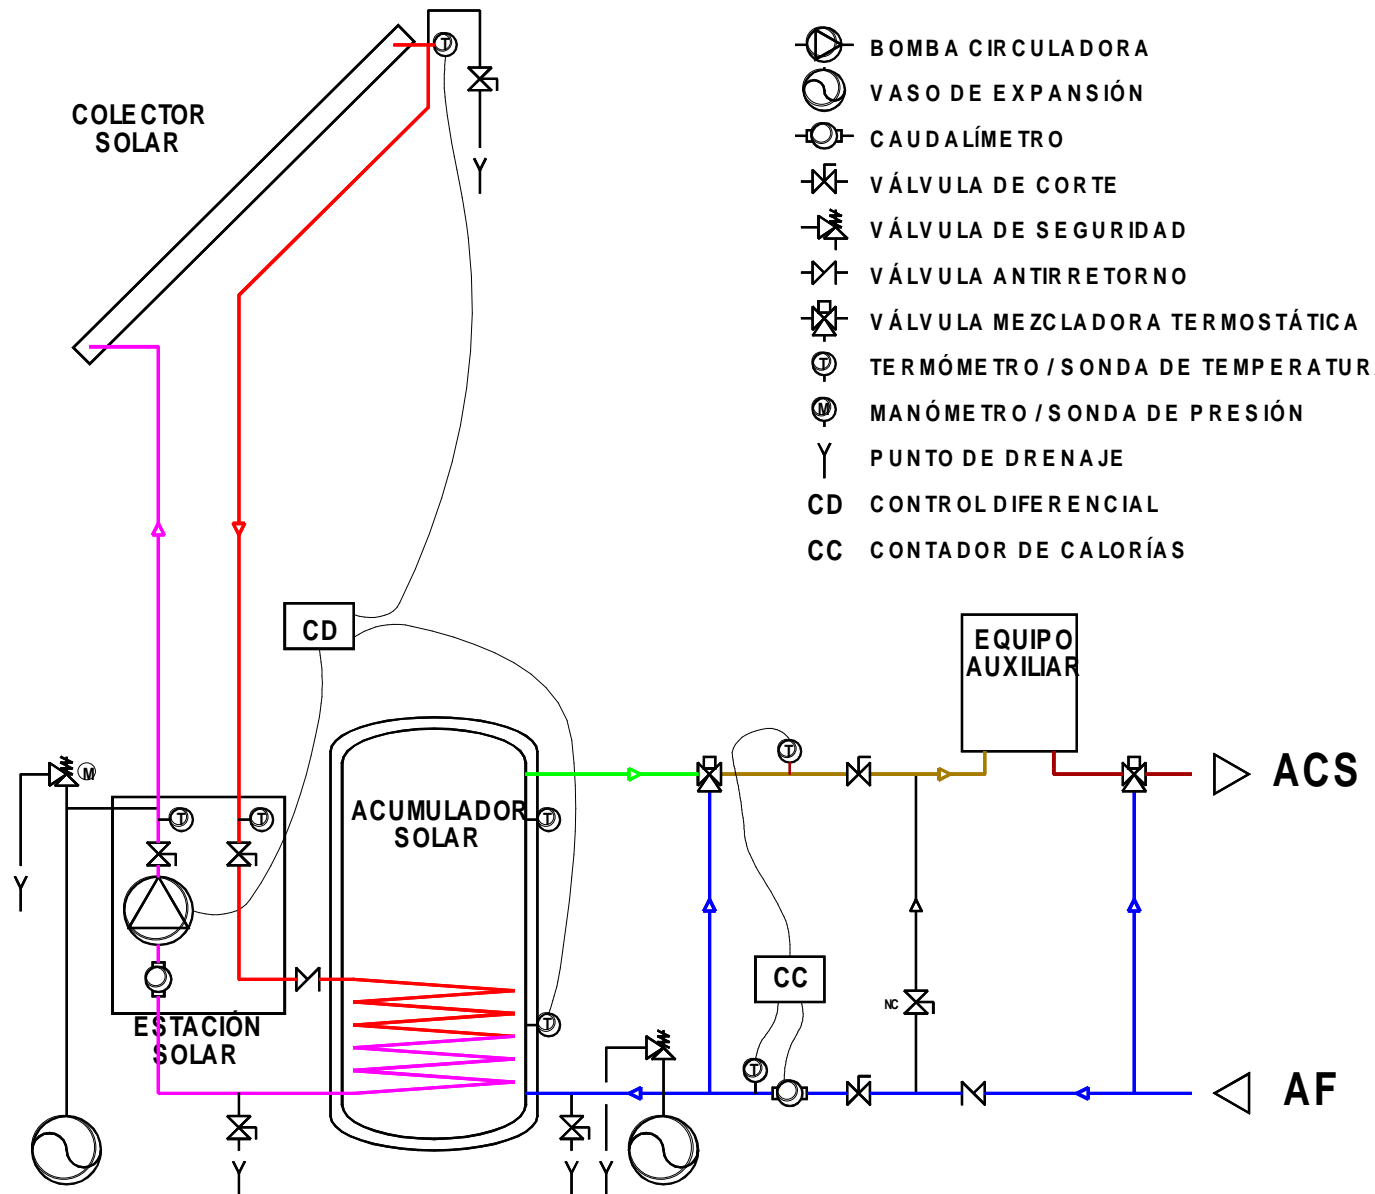 COLECTOR
SOLAR
T
BOMBA CIRCULADORA
VASO DE EXPANSIÓN
CAUDALÍMETRO
VÁLVULA DE CORTE
VÁLVULA DE SEGURIDAD
VÁLVULA ANTIRRETORNO
VÁLVULA MEZCLADORA TERMOSTÁTICA
T TERMÓMETRO / SONDA DE TEMPERATUR
M MANÓMETRO / SONDA DE PRESIÓN
PUNTO DE DRENAJE
CD CONTROL DIFERENCIAL
CC CONTADOR DE CALORÍAS
CD
EQUIPO
AUXILIAR
M
T
T
ACUMULADOR
SOLAR
T
T
T
ACS
CC
NC
ESTACIÓN
SOLAR
T
AF